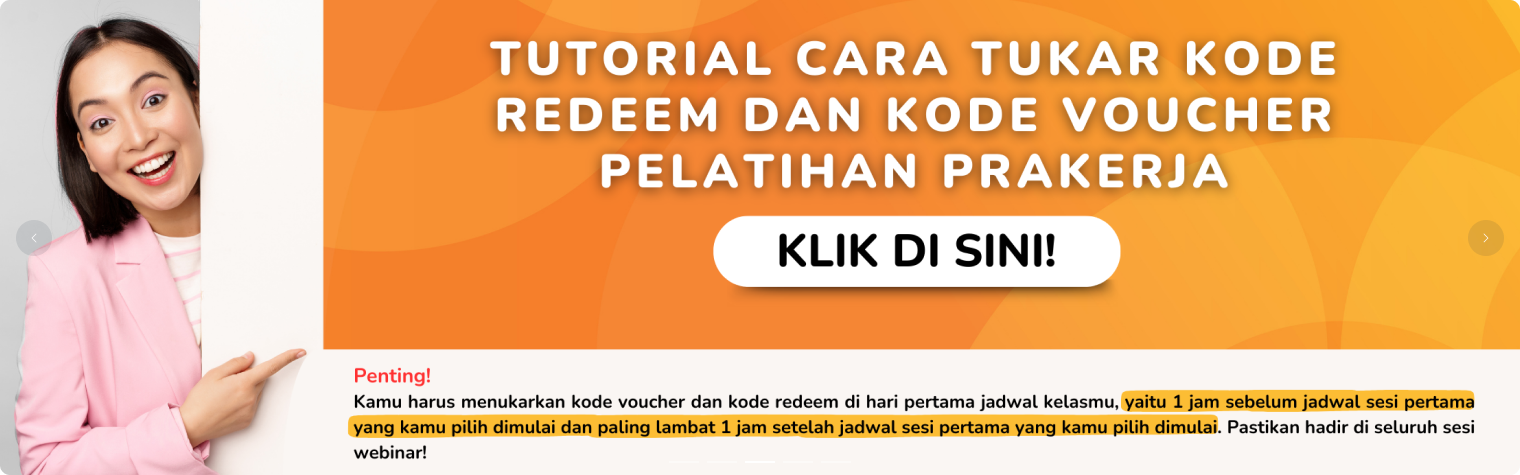 TUTORIAL CARA TUKAR KODE
REDEEM DAN KODE VOUCHER
PELATIHAN PRAKERJA
KLIK DI SINI!
Penting!
Kamu harus menukarkan kode voucher dan kode redeem di hari pertama jadwal kelasmu, yaitu 1 jam sebelum jadwal sesi pertama
yang kamu pilih dimulai dan paling lambat 1 jam setelah jadwal sesi pertama yang kamu pilih dimulai. Pastikan hadir di seluruh sesi
webinar!